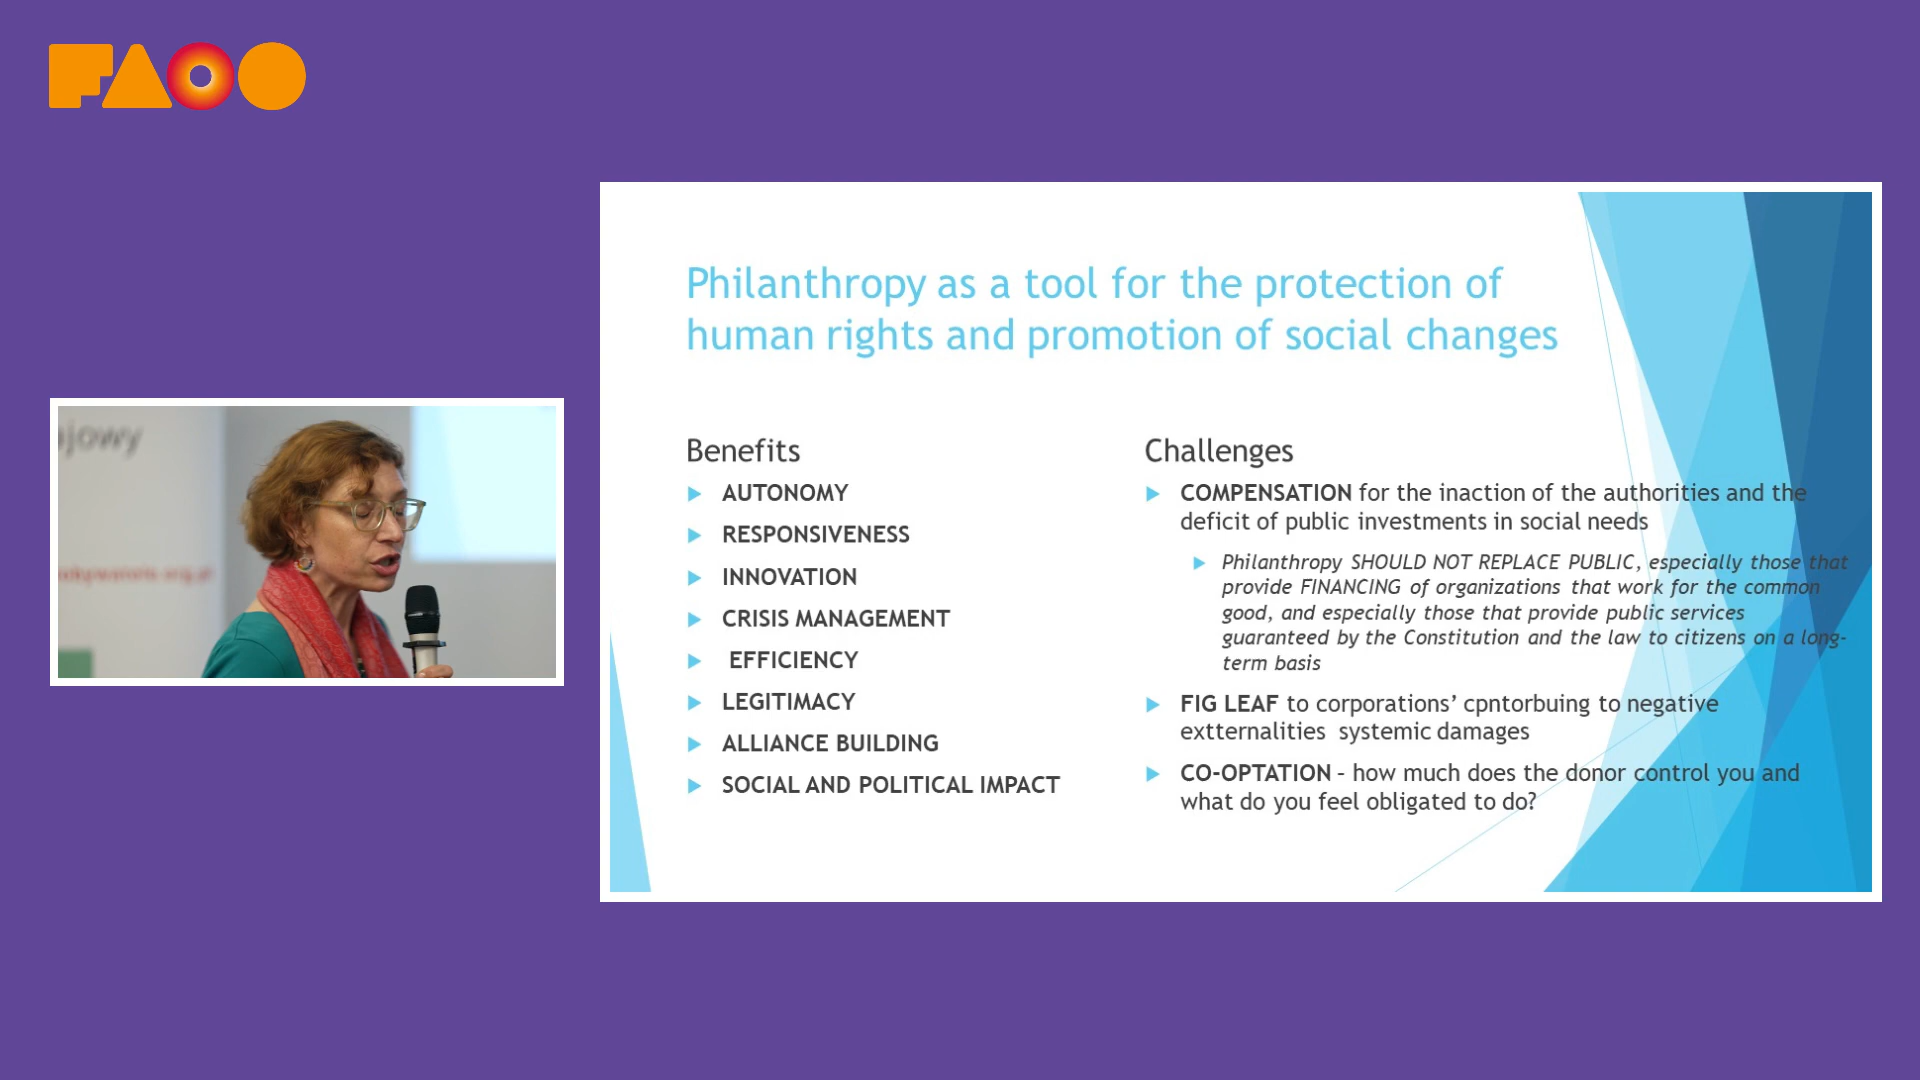 FAOO
jowy
Philanthropy as a tool for the protection of
human rights and promotion of social changes
Benefits
AUTONOMY
RESPONSIVENESS
INNOVATION
CRISIS MANAGEMENT
EFFICIENCY
LEGITIMACY
ALLIANCE BUILDING
SOCIAL AND POLITICAL IMPACT
Challenges
COMPENSATION for the inaction of the authorities and the
deficit of public investments in social needs
Philanthropy SHOULD NOT REPLACE PUBLIC, especially those that
provide FINANCING of organizations that work for the common
good, and especially those that provide public services
guaranteed by the Constitution and the law to citizens on a long-
term basis
FIG LEAF to corporations’ cpntorbuing to negative
extternalities systemic damages
CO-OPTATION – how much does the donor control you and
what do you feel obligated to do?